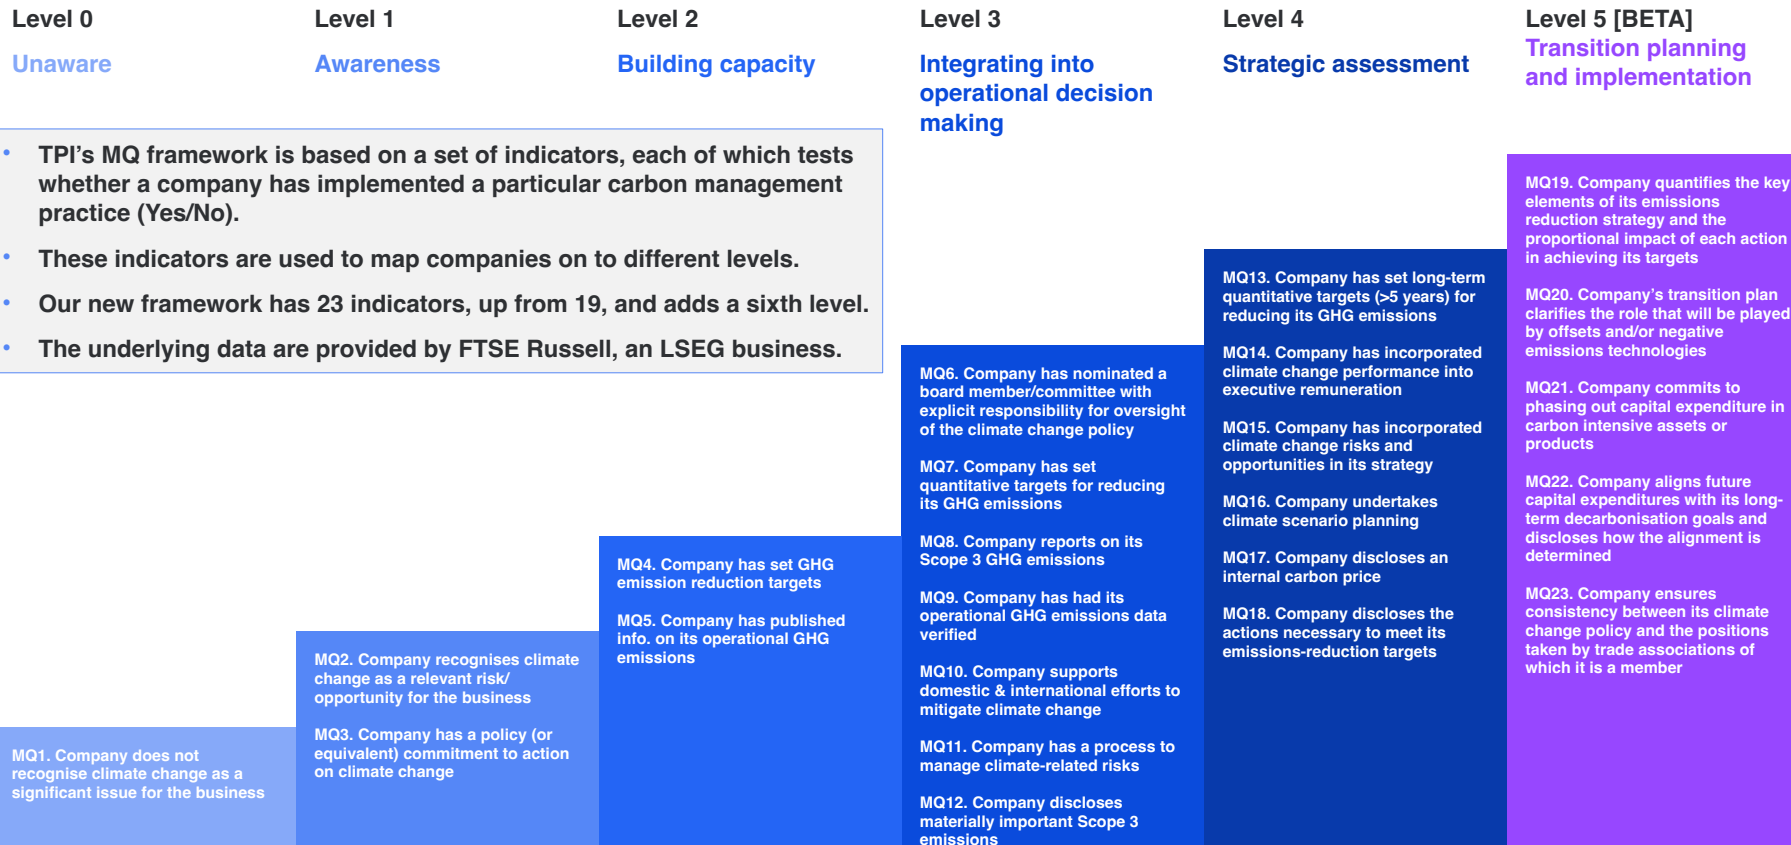 Level 0
Unaware
Level 1
Awareness
Level 2
Building capacity
Level 3
Integrating into
operational decision
making
Level 4
Strategic assessment
Level 5 [BETA]
Transition planning
and implementation
• TPI's MQ framework is based on a set of indicators, each of which tests
whether a company has implemented a particular carbon management
practice (Yes/No).
• These indicators are used to map companies on to different levels.
• Our new framework has 23 indicators, up from 19, and adds a sixth level.
• The underlying data are provided by FTSE Russell, an LSEG business.
MQ1. Company does not
recognise climate change as a
significant issue for the business
MQ2. Company recognises climate
change as a relevant risk/
opportunity for the business
MQ3. Company has a policy (or
equivalent) commitment to action
on climate change
MQ4. Company has set GHG
emission reduction targets
MQ5. Company has published
info. on its operational GHG
emissions
MQ6. Company has nominated a
board member/committee with
explicit responsibility for oversight
of the climate change policy
MQ7. Company has set
quantitative targets for reducing
its GHG emissions
MQ8. Company reports on its
Scope 3 GHG emissions
MQ9. Company has had its
operational GHG emissions data
verified
MQ10. Company supports
domestic & international efforts to
mitigate climate change
MQ11. Company has a process to
manage climate-related risks
MQ12. Company discloses
materially important Scope 3
emissions
MQ13. Company has set long-term
quantitative targets (>5 years) for
reducing its GHG emissions
MQ14. Company has incorporated
climate change performance into
executive remuneration
MQ15. Company has incorporated
climate change risks and
opportunities in its strategy
MQ16. Company undertakes
climate scenario planning
MQ17. Company discloses an
internal carbon price
MQ18. Company discloses the
actions necessary to meet its
emissions-reduction targets
MQ19. Company quantifies the key
elements of its emissions
reduction strategy and the
proportional impact of each action
in achieving its targets
MQ20. Company's transition plan
clarifies the role that will be played
by offsets and/or negative
emissions technologies
MQ21. Company commits to
phasing out capital expenditure in
carbon intensive assets or
products
MQ22. Company aligns future
capital expenditures with its long-
term decarbonisation goals and
discloses how the alignment is
determined
MQ23. Company ensures
consistency between its climate
change policy and the positions
taken by trade associations of
which it is a member